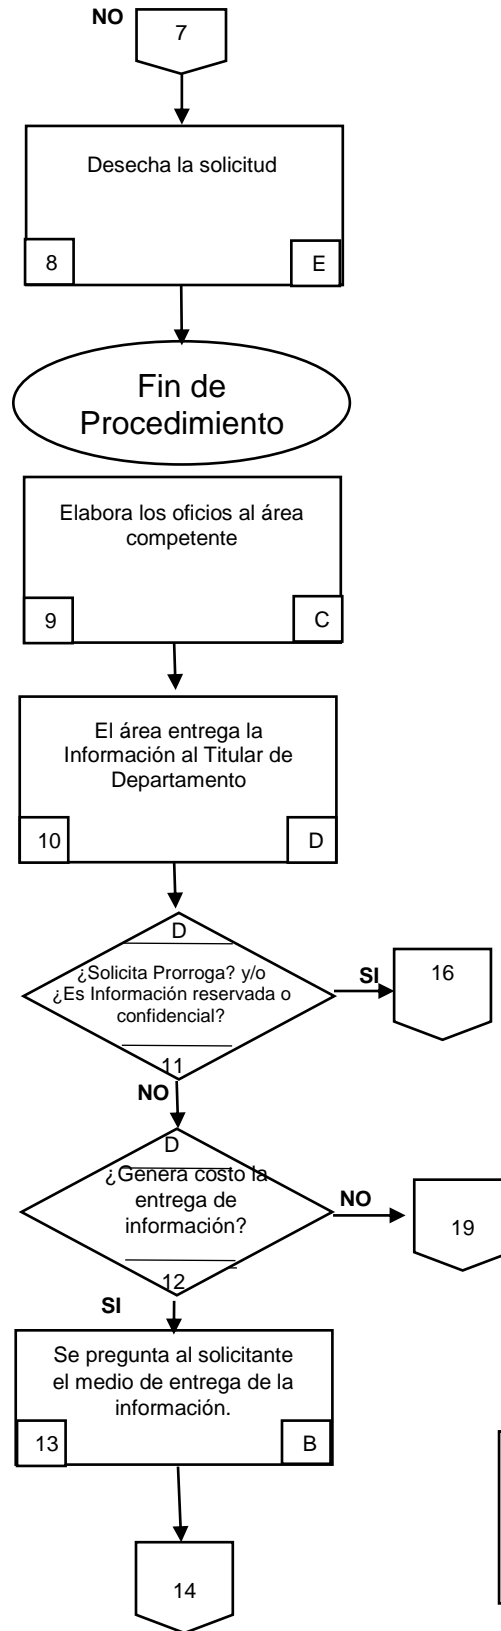 NO
7
Desecha la solicitud
8
E
Fin de
Procedimiento
Elabora los oficios al área
competente
9
C
El área entrega la
Información al Titular de
Departamento
10
D
D
¿Solicita Prorroga? y/o
¿Es Información reservada o
confidencial?
11
SI
16
NO
D
¿Genera costo la
entrega de
información?
12
NO
19
SI
Se pregunta al solicitante
el medio de entrega de la
información.
13
B
14